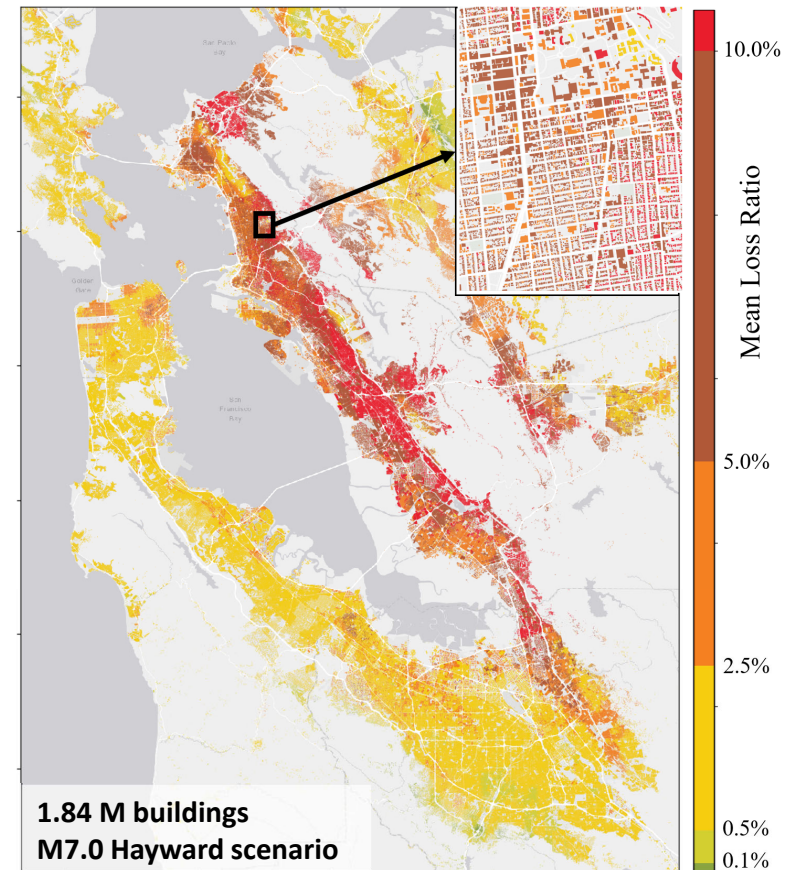 San Pablo
Bay
Golden
Gate
San
Francisco
Bay
10.0%
5.0%
2.5%
0.5%
0.1%
Mean Loss Ratio
1.84 M buildings
M7.0 Hayward scenario